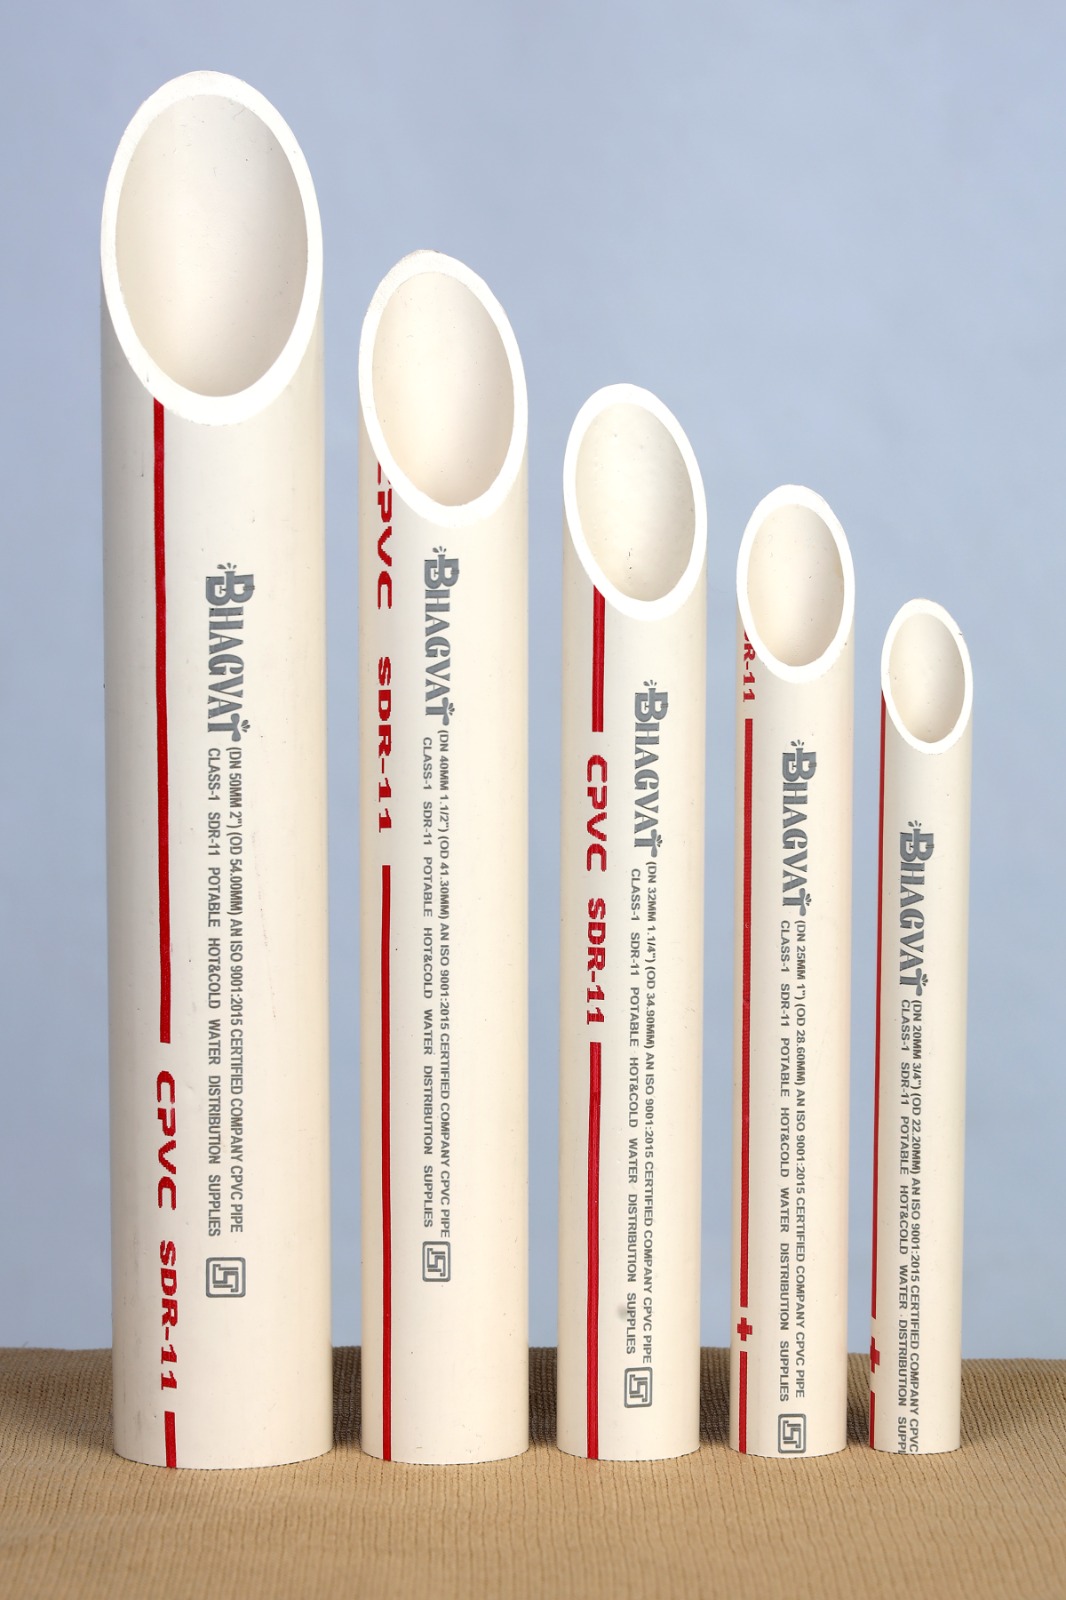 CPVC SDR-11
BHAGVAT
(DN 50MM 2") (OD 54.00MM) AN ISO 9001:2015 CERTIFIED COMPANY CPVC PIPE
CLASS-1 SDR-11 POTABLE HOT&COLD WATER DISTRIBUTION SUPPLIES
CPVC SDR-11
BHAGVAT
(DN 40MM 1.1/2") (OD 41.30MM) AN ISO 9001:2015 CERTIFIED COMPANY CPVC PIPE
CLASS-1 SDR-11 POTABLE HOT&COLD WATER DISTRIBUTION SUPPLIES
CPVC SDR-11
BHAGVAT
(DN 32MM 1.1/4") (OD 34.90MM) AN ISO 9001:2015 CERTIFIED COMPANY CPVC PIPE
CLASS-1 SDR-11 POTABLE HOT&COLD WATER DISTRIBUTION SUPPLIES
DR-11
BHAGVAT
(DN 25MM 1") (OD 28.60MM) AN ISO 9001:2015 CERTIFIED COMPANY CPVC PIPE
CLASS-1 SDR-11 POTABLE HOT&COLD WATER DISTRIBUTION SUPPLIES
BHAGVAT
(DN 20MM 3/4") (OD 22.20MM) AN ISO 9001:2015 CERTIFIED COMPANY CPVC
CLASS-1 SDR-11 POTABLE HOT&COLD WATER DISTRIBUTION SUPPL